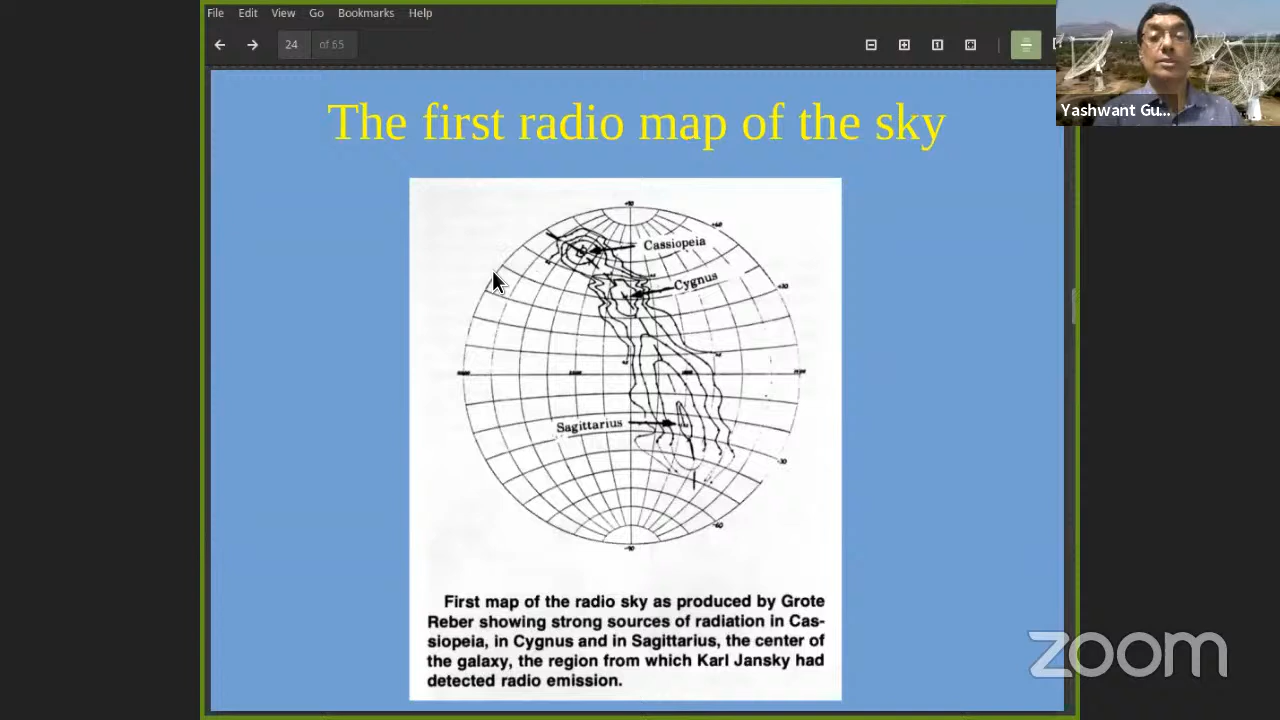 File Edit View Go Bookmarks Help
24 of 65
Yashwant Gu...
The first radio map of the sky
Cassiopeia
Cygnus
Sagittarius
First map of the radio sky as produced by Grote
Reber showing strong sources of radiation in Cas-
siopeia, in Cygnus and in Sagittarius, the center of
the galaxy, the region from which Karl Jansky had
detected radio emission.
zoom